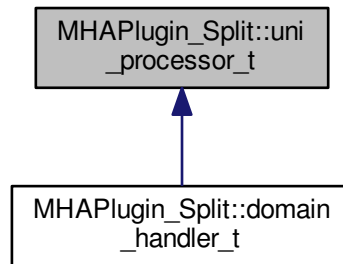 MHAPlugin_Split::uni
_processor_t
MHAPlugin_Split::domain
_handler_t